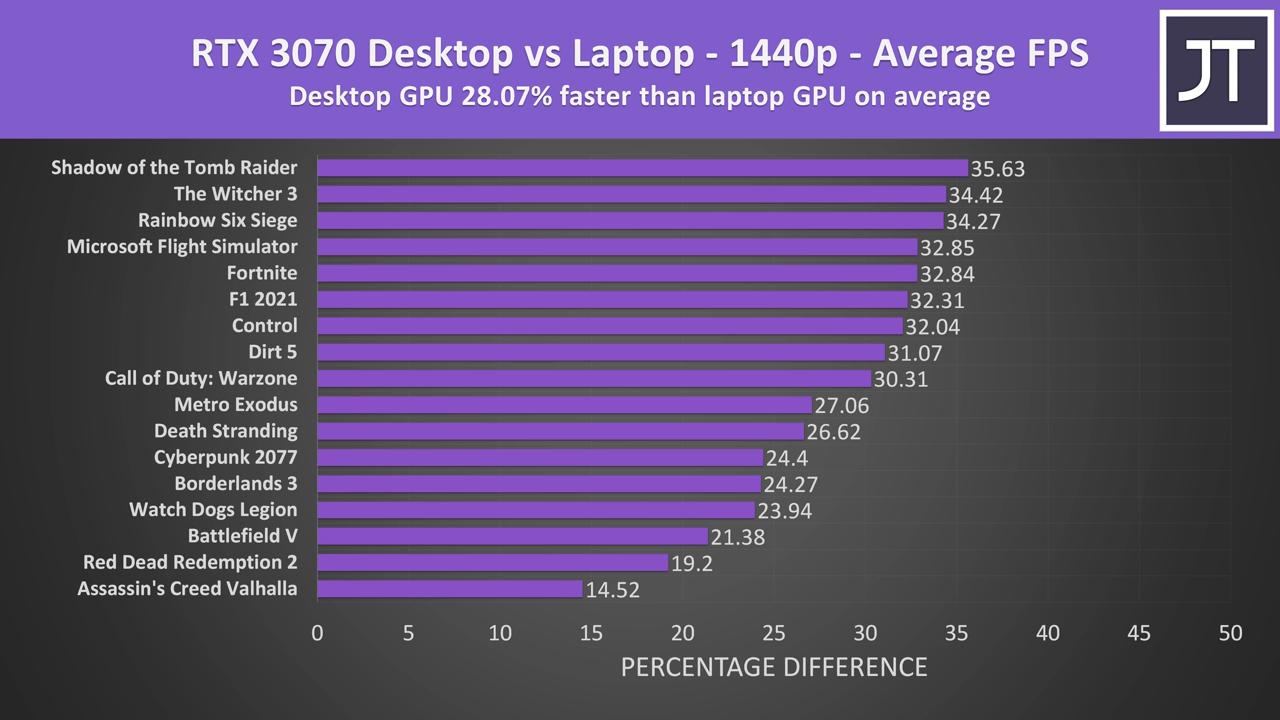 RTX 3070 Desktop vs Laptop - 1440p - Average FPS
Desktop GPU 28.07% faster than laptop GPU on average
JT
Shadow of the Tomb Raider 35.63
The Witcher 3 34.42
Rainbow Six Siege 34.27
Microsoft Flight Simulator 32.85
Fortnite 32.84
F1 2021 32.31
Control 32.04
Dirt 5 31.07
Call of Duty: Warzone 30.31
Metro Exodus 27.06
Death Stranding 26.62
Cyberpunk 2077 24.4
Borderlands 3 24.27
Watch Dogs Legion 23.94
Battlefield V 21.38
Red Dead Redemption 2 19.2
Assassin's Creed Valhalla 14.52
0 5 10 15 20 25 30 35 40 45 50
PERCENTAGE DIFFERENCE